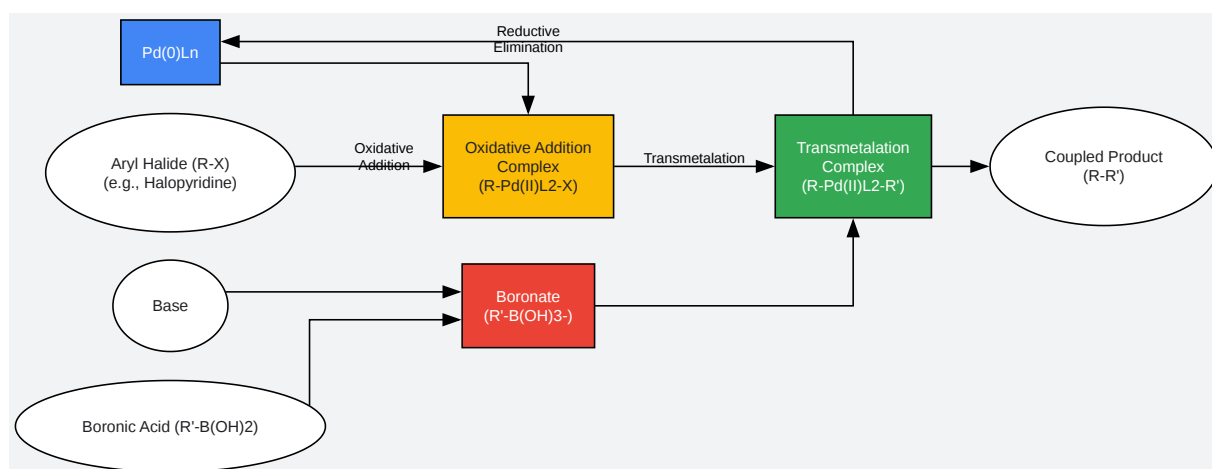 Pd(0)Ln
Reductive
Elimination
Aryl Halide (R-X)
(e.g., Halopyridine)
Oxidative
Addition
Oxidative Addition
Complex
(R-Pd(II)L2-X)
Transmetalation
Transmetalation
Complex
(R-Pd(II)L2-R')
Coupled Product
(R-R')
Base
Boronate
(R'-B(OH)3-)
Boronic Acid (R'-B(OH)2)